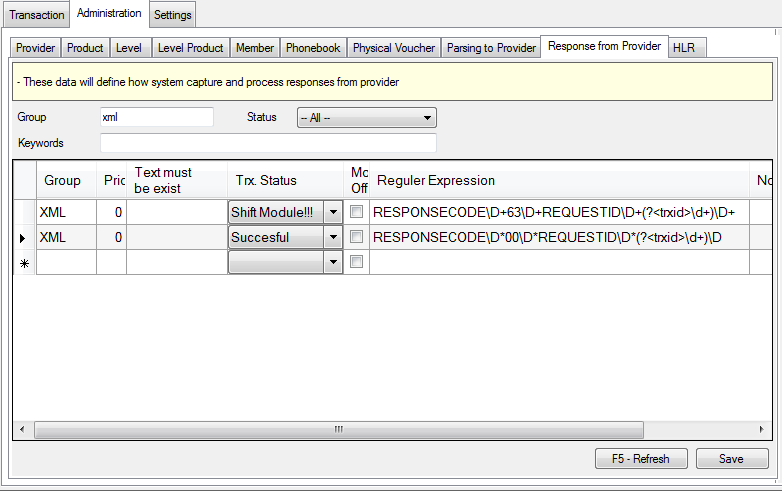 Transaction Administration Settings
Provider Product Level Level Product Member Phonebook Physical Voucher Parsing to Provider Response from Provider HLR
- These data will define how system capture and process responses from provider
Group xml Status -- All --
Keywords
Group Pric Text must be exist Trx. Status Mo Off Reguler Expression No
XML 0 Shift Module!!! RESPONSECODE\D+63\D+REQUESTID\D+(?<trxid>\d+)\D+
XML 0 Succesful RESPONSECODE\D*00\D*REQUESTID\D*(?<trxid>\d+)\D
F5 - Refresh Save